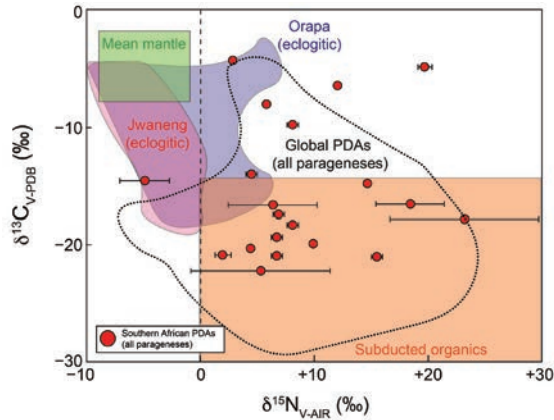 0
Mean mantle
Orapa
(eclogitic)
Jwaneng
(eclogitic)
Global PDAs
(all parageneses)
−10
δ13CV-PDB (‰)
−20
Southern African PDAs
(all parageneses)
Subducted organics
−30
−10
0
+10
+20
+30
δ15NV-AIR (‰)